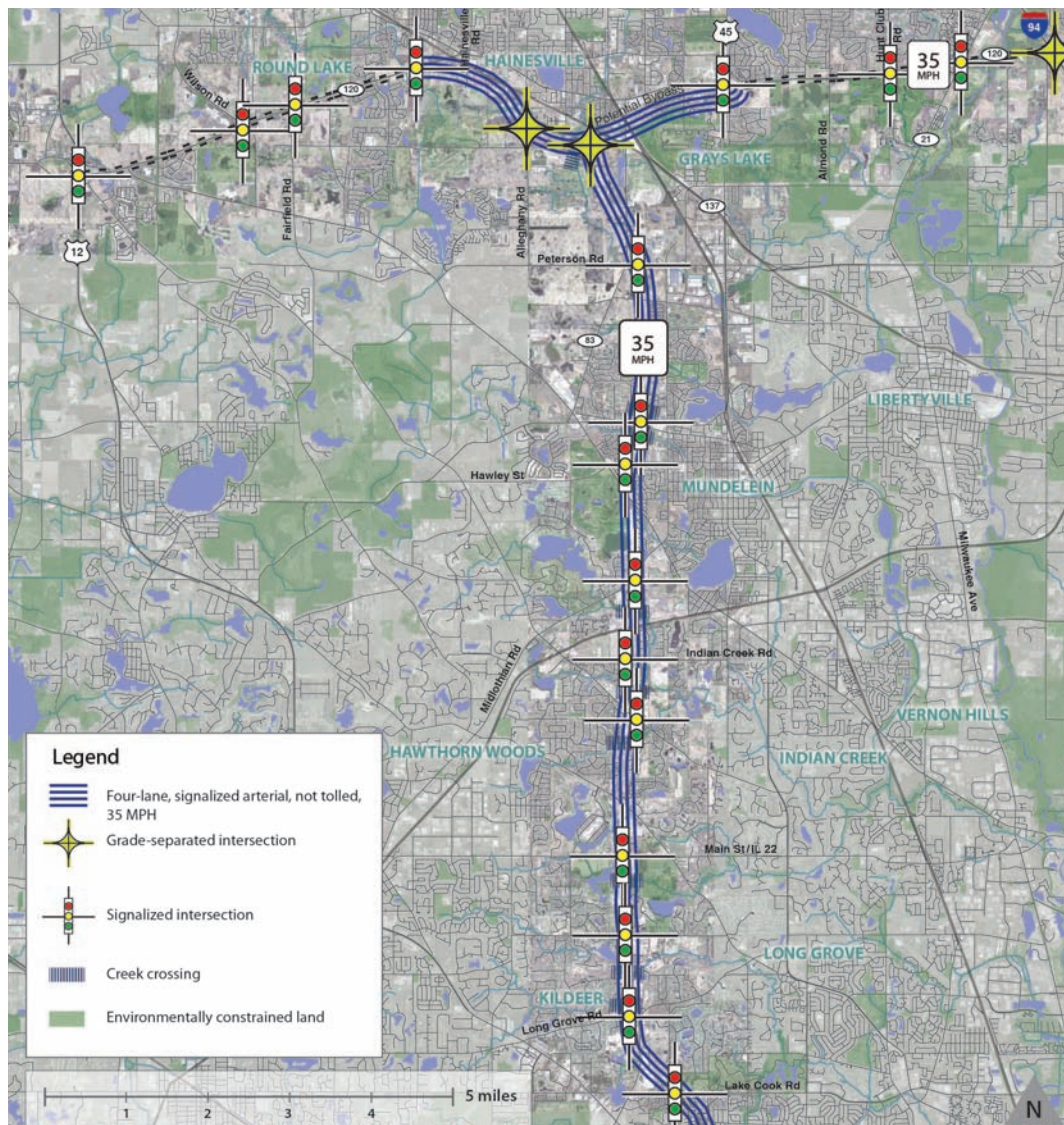 94
45
Hainesville
Rd
Hunt Club
Rd
35
MPH
120
ROUND LAKE
HAINESVILLE
Wilson Rd
120
Potential Bypass
21
GRAYS LAKE
Almond Rd
Fairfield Rd
Alleghany Rd
137
12
Peterson Rd
83
35
MPH
LIBERTYVILLE
Hawley St
MUNDELEIN
Milwaukee Ave
Midlothian Rd
Indian Creek Rd
VERNON HILLS
HAWTHORN WOODS
INDIAN CREEK
Legend
Four-lane, signalized arterial, not tolled,
35 MPH
Grade-separated intersection
Signalized intersection
Creek crossing
Environmentally constrained land
Main St/IL 22
LONG GROVE
KILDEER
Long Grove Rd
Lake Cook Rd
1
2
3
4
5 miles
N